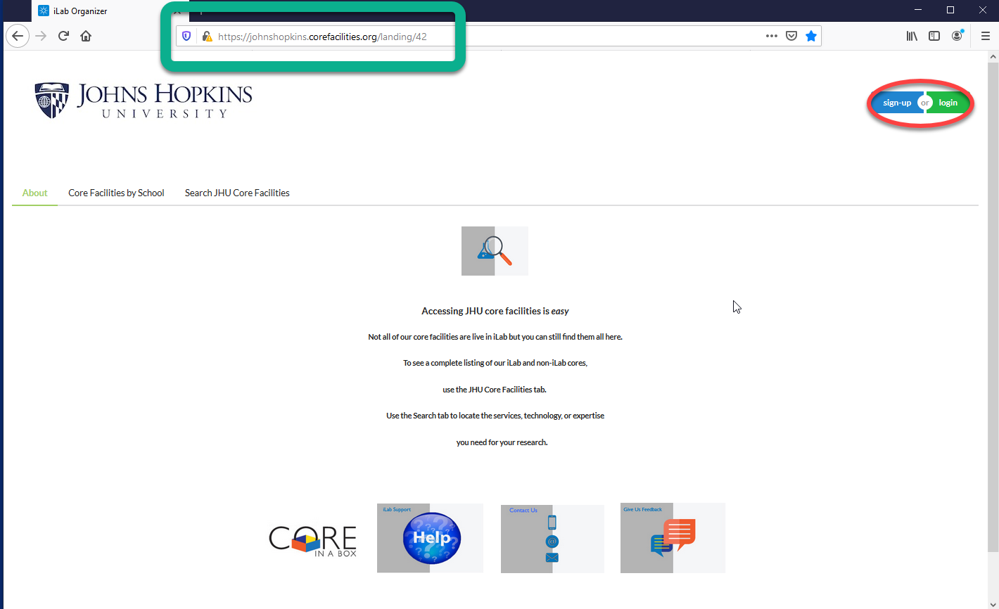 iLab Organizer
https://johnshopkins.corefacilities.org/landing/42
JOHNS HOPKINS
UNIVERSITY
sign-up or login
About Core Facilities by School Search JHU Core Facilities
Accessing JHU core facilities is easy
Not all of our core facilities are live in iLab but you can still find them all here.
To see a complete listing of our iLab and non-iLab cores,
use the JHU Core Facilities tab.
Use the Search tab to locate the services, technology, or expertise
you need for your research.
CORE
IN A BOX
iLab Support
Help
Contact Us
@
Give Us Feedback